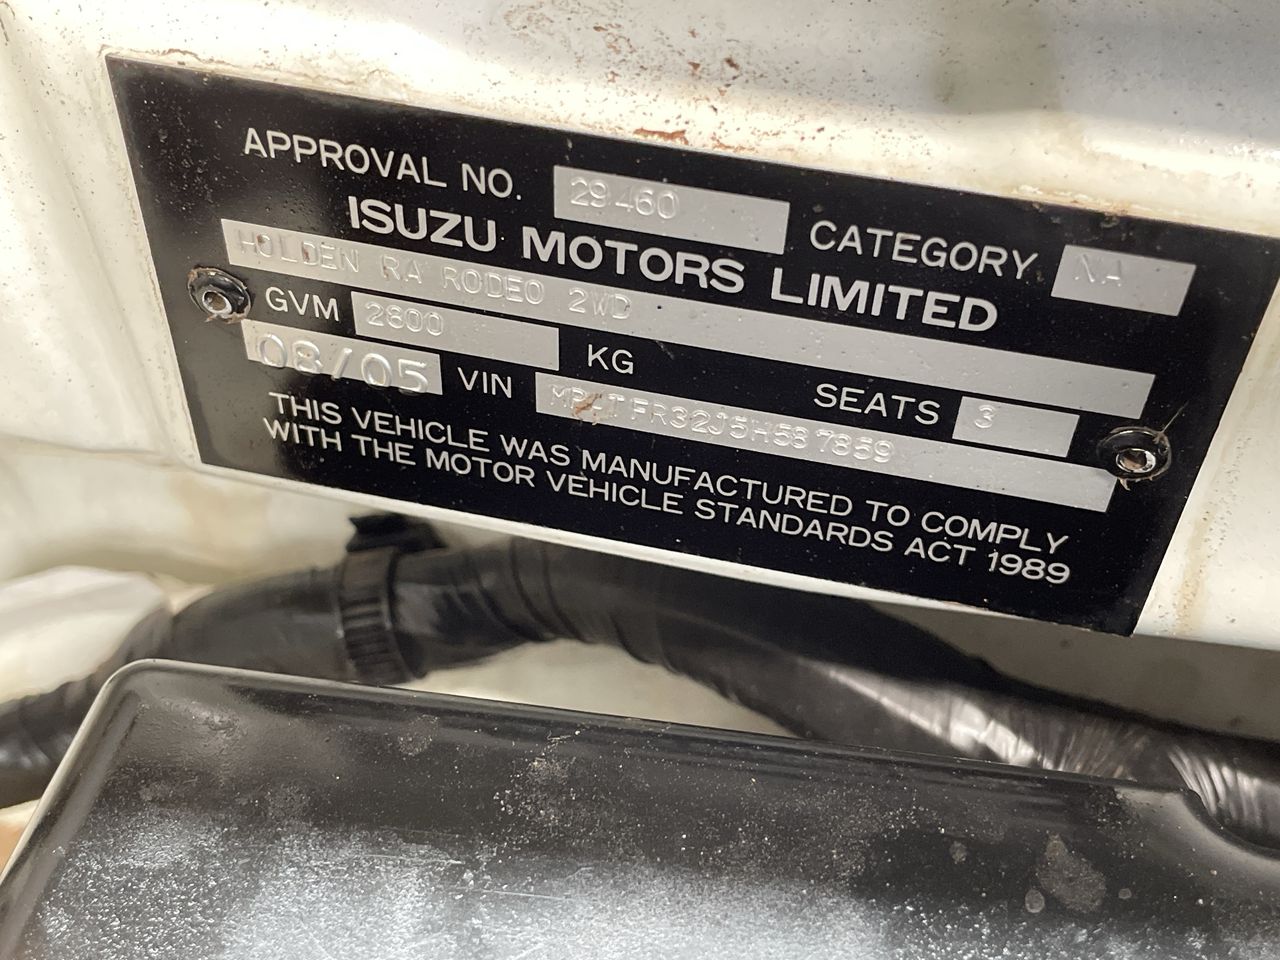 APPROVAL NO. 29460 CATEGORY NA
ISUZU MOTORS LIMITED
HOLDEN RA RODEO 2WD
GVM 2800 KG SEATS 3
08/05 VIN
THIS VEHICLE WAS MANUFACTURED TO COMPLY
WITH THE MOTOR VEHICLE STANDARDS ACT 1989